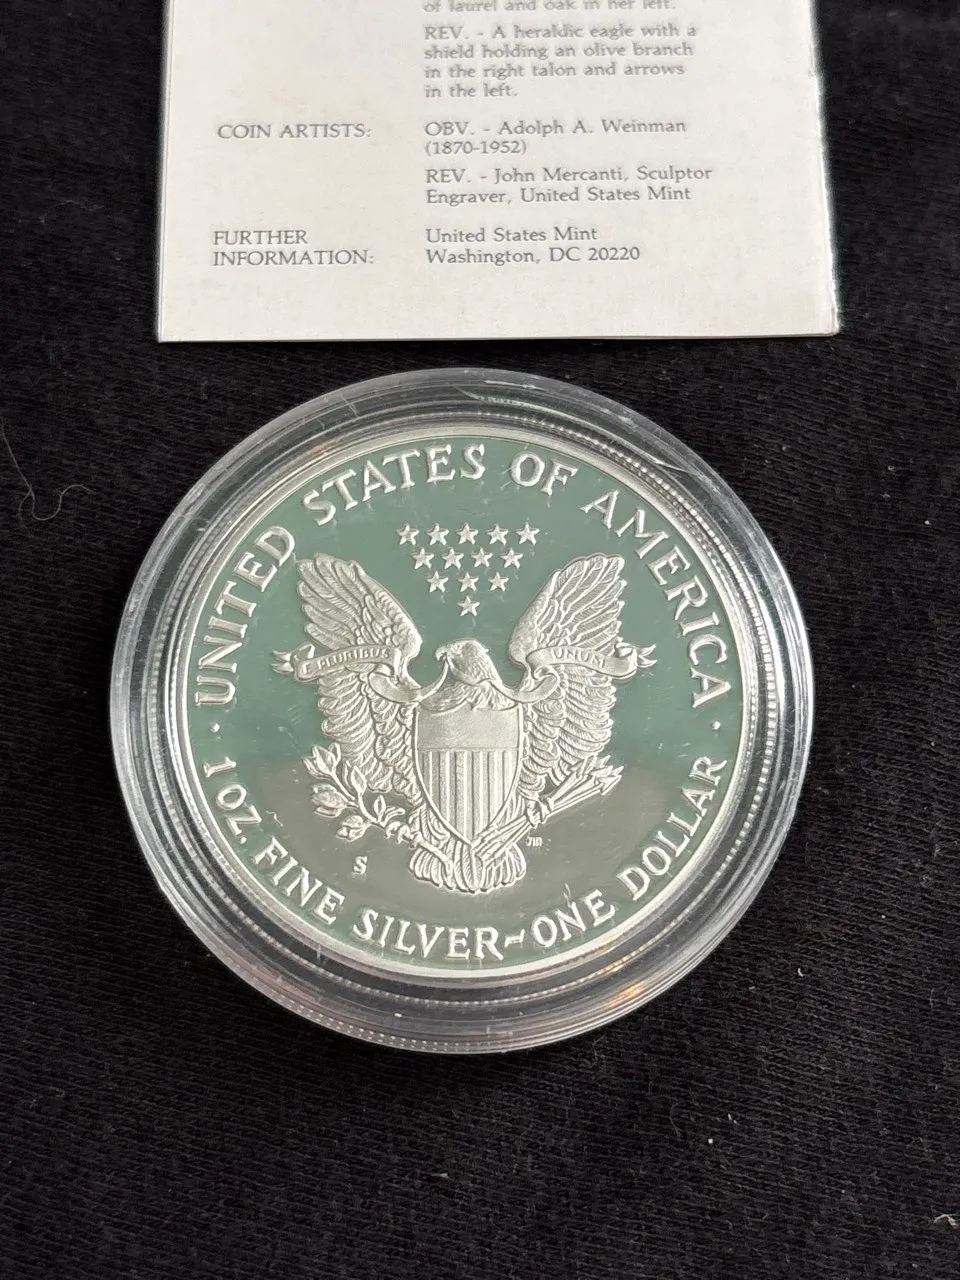 of laurel and oak in her left.
REV. - A heraldic eagle with a
shield holding an olive branch
in the right talon and arrows
in the left.
COIN ARTISTS:
OBV. - Adolph A. Weinman
(1870-1952)
REV. - John Mercanti, Sculptor
Engraver, United States Mint
FURTHER
INFORMATION:
United States Mint
Washington, DC 20220
UNITED STATES OF AMERICA
E PLURIBUS UNUM
S
JM
· 1 OZ. FINE SILVER~ONE DOLLAR ·